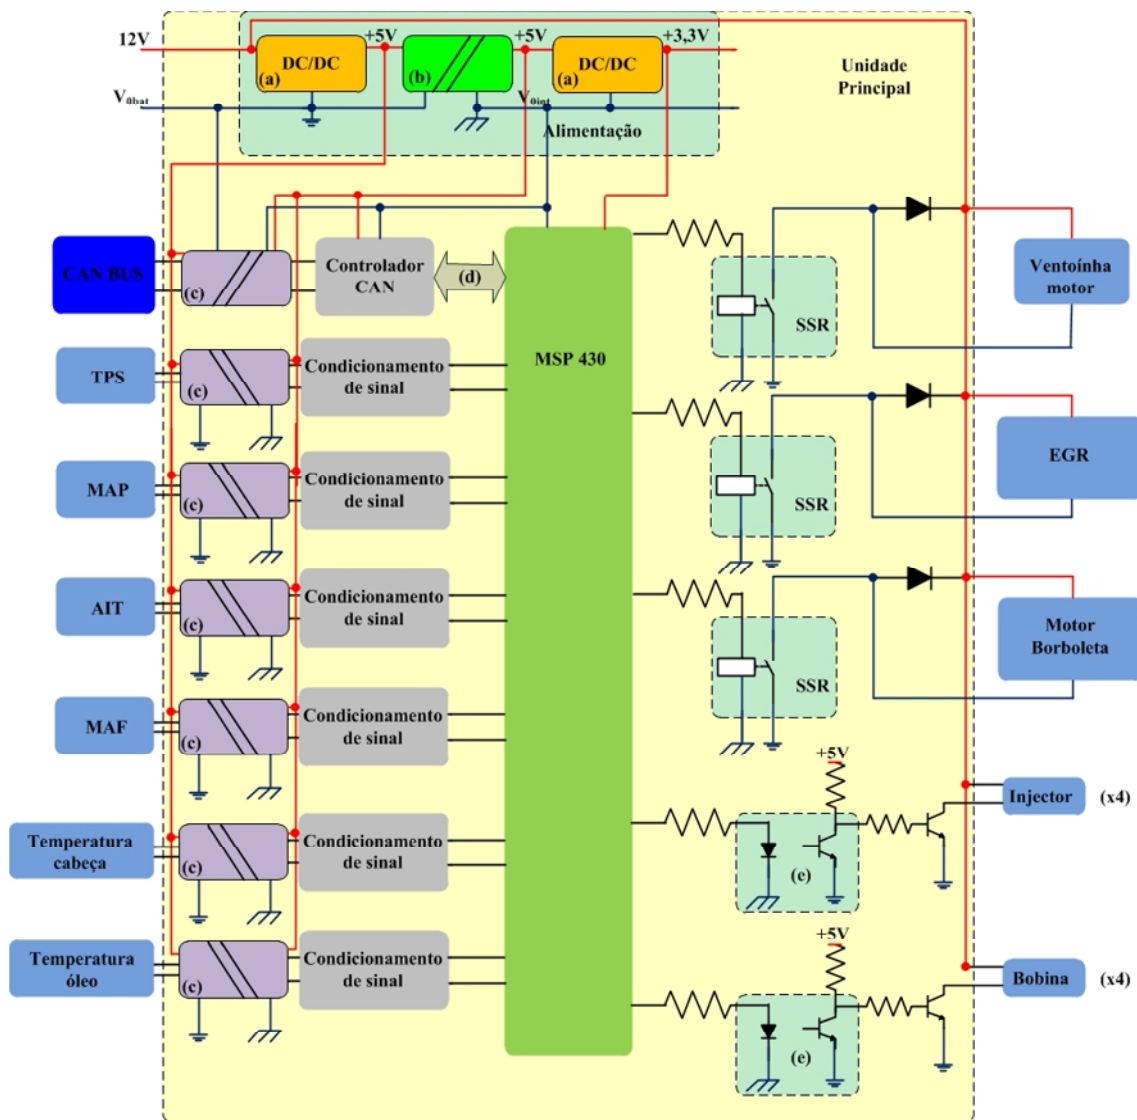 12V
+5V
+5V
+3,3V
DC/DC
(a)
(b)
DC/DC
(a)
Unidade
Principal
V0bat
V0int
Alimentação
CAN BUS
(c)
Controlador
CAN
(d)
MSP 430
SSR
Ventoínha
motor
TPS
(c)
Condicionamento
de sinal
MAP
(c)
Condicionamento
de sinal
SSR
EGR
AIT
(c)
Condicionamento
de sinal
SSR
Motor
Borboleta
MAF
(c)
Condicionamento
de sinal
+5V
Injector
(x4)
Temperatura
cabeça
(c)
Condicionamento
de sinal
(e)
Temperatura
óleo
(c)
Condicionamento
de sinal
+5V
(e)
Bobina
(x4)